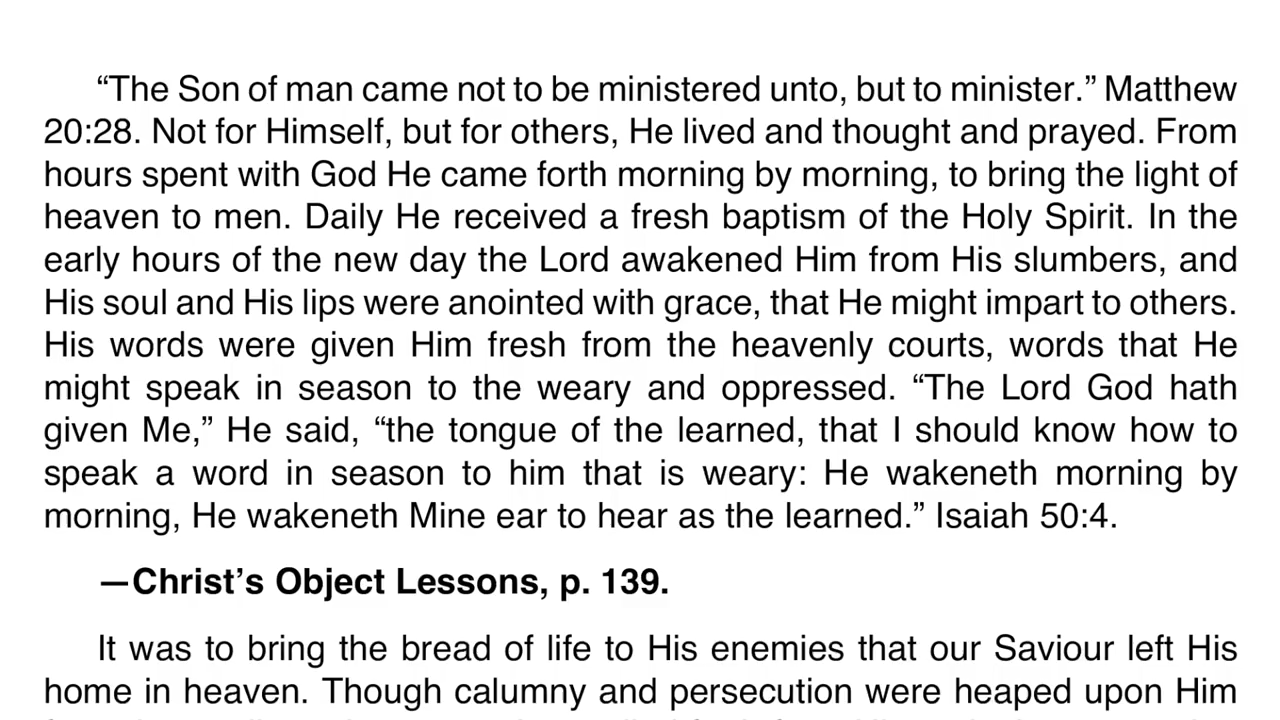 “The Son of man came not to be ministered unto, but to minister.” Matthew
20:28. Not for Himself, but for others, He lived and thought and prayed. From
hours spent with God He came forth morning by morning, to bring the light of
heaven to men. Daily He received a fresh baptism of the Holy Spirit. In the
early hours of the new day the Lord awakened Him from His slumbers, and
His soul and His lips were anointed with grace, that He might impart to others.
His words were given Him fresh from the heavenly courts, words that He
might speak in season to the weary and oppressed. “The Lord God hath
given Me,” He said, “the tongue of the learned, that I should know how to
speak a word in season to him that is weary: He wakeneth morning by
morning, He wakeneth Mine ear to hear as the learned.” Isaiah 50:4.
—Christ’s Object Lessons, p. 139.
It was to bring the bread of life to His enemies that our Saviour left His
home in heaven. Though calumny and persecution were heaped upon Him